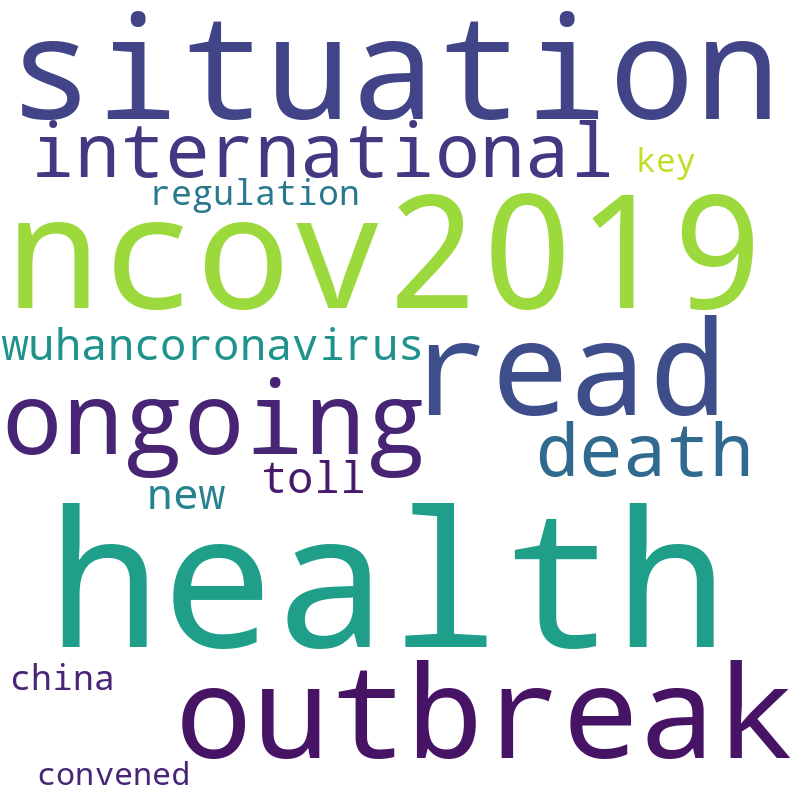 situation
international key
regulation
ncov2019
wuhancoronavirus read
ongoing death
new toll
health
china outbreak
convened